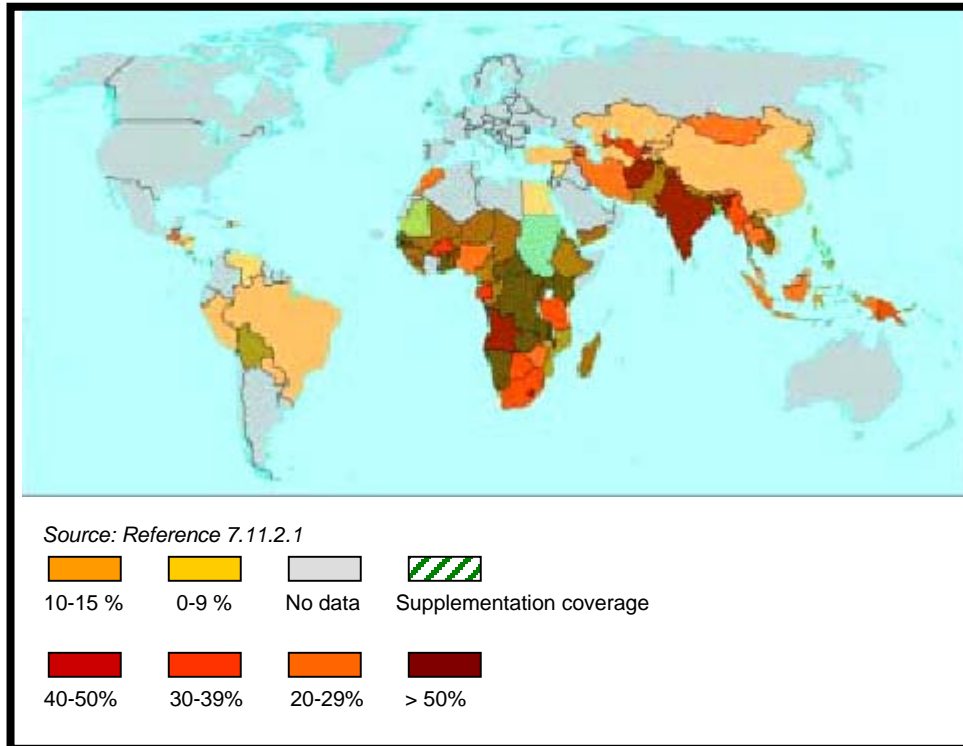 Source: Reference 7.11.2.1
10-15 % 0-9 % No data Supplementation coverage
40-50% 30-39% 20-29% > 50%